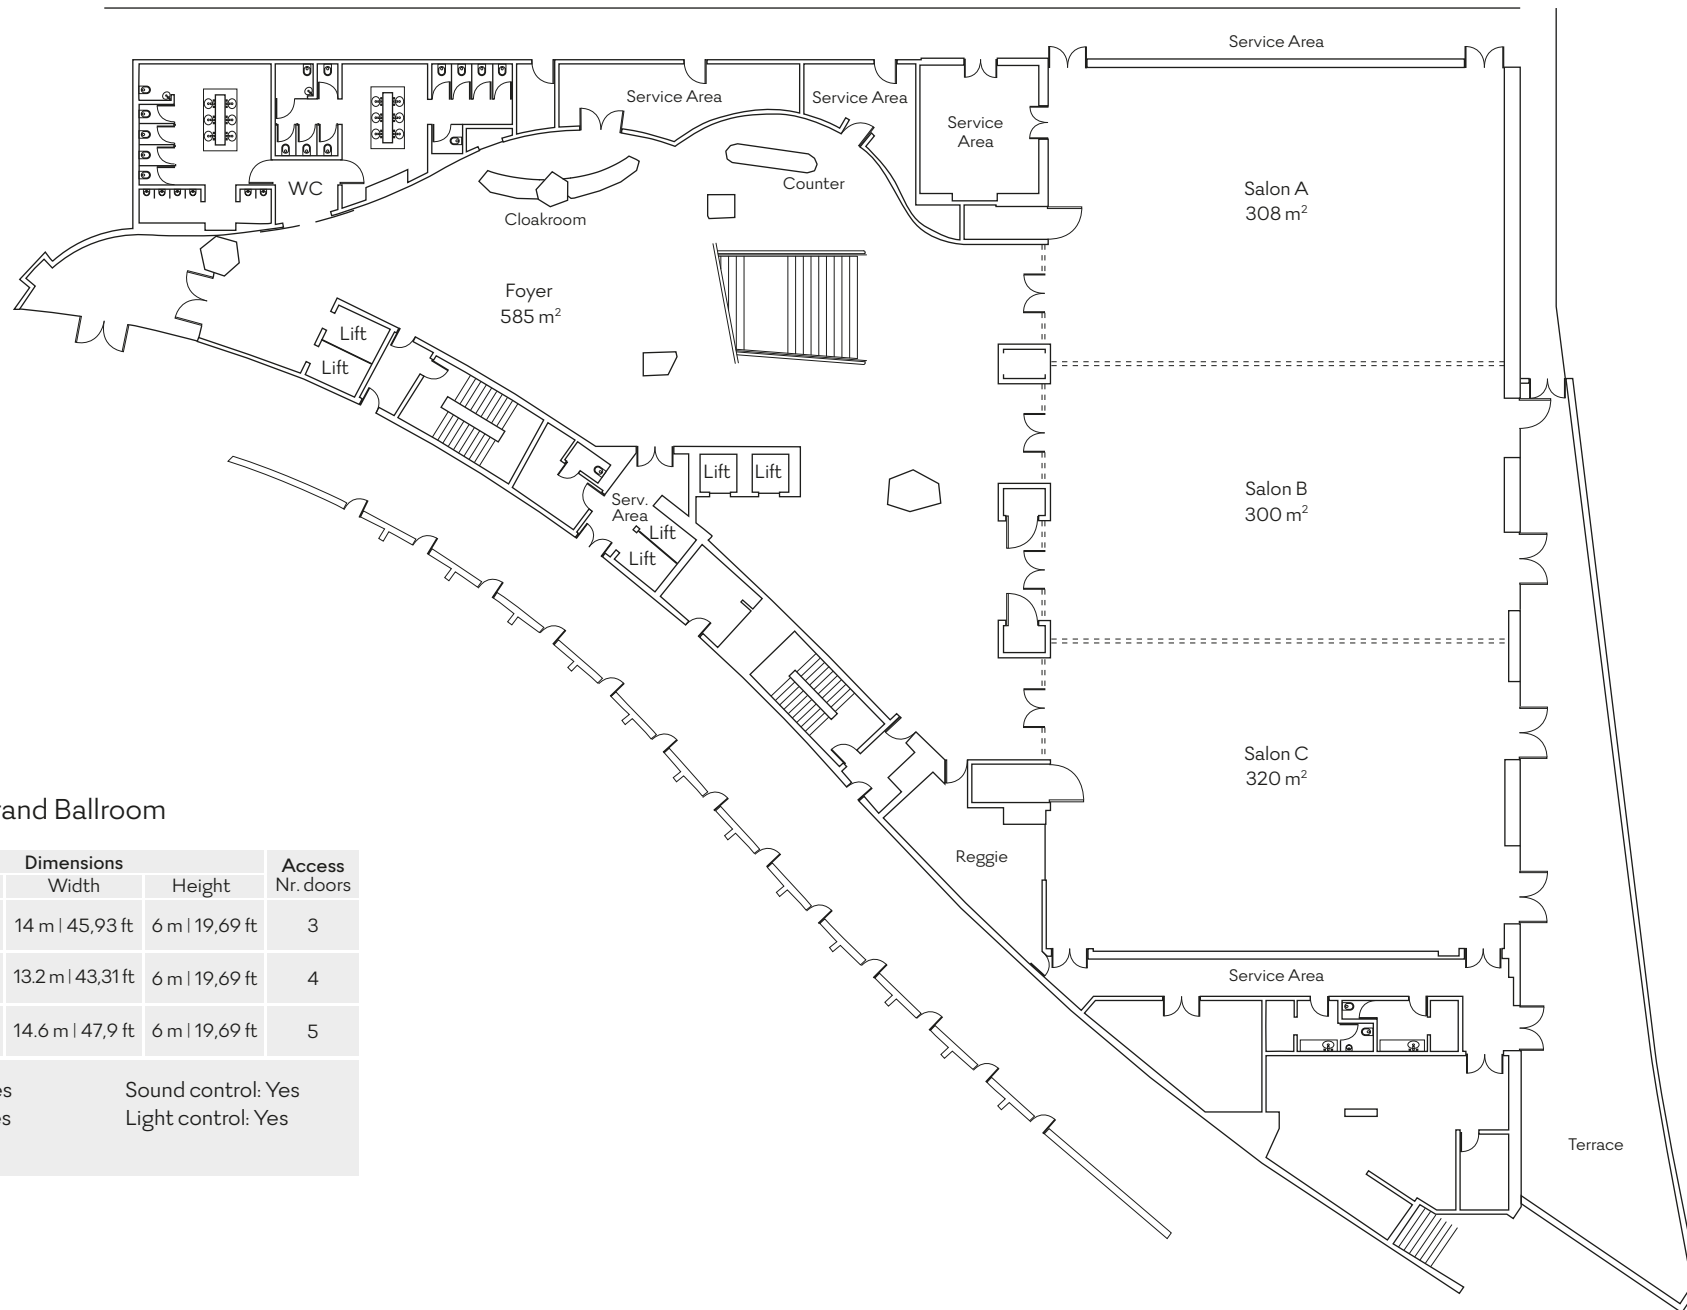 Service Area
Service Area
Service Area
Service
Area
WC
Counter
Cloakroom
Salon A
308 m²
Foyer
585 m²
Lift
Lift
Lift
Lift
Serv.
Area
Lift
Lift
Salon B
300 m²
Salon C
320 m²
Reggie
Service Area
Terrace
rand Ballroom
Dimensions
Access
Width
Height
Nr. doors
14 m | 45,93 ft
6 m | 19,69 ft
3
13.2 m | 43,31 ft
6 m | 19,69 ft
4
14.6 m | 47,9 ft
6 m | 19,69 ft
5
es
Sound control: Yes
es
Light control: Yes